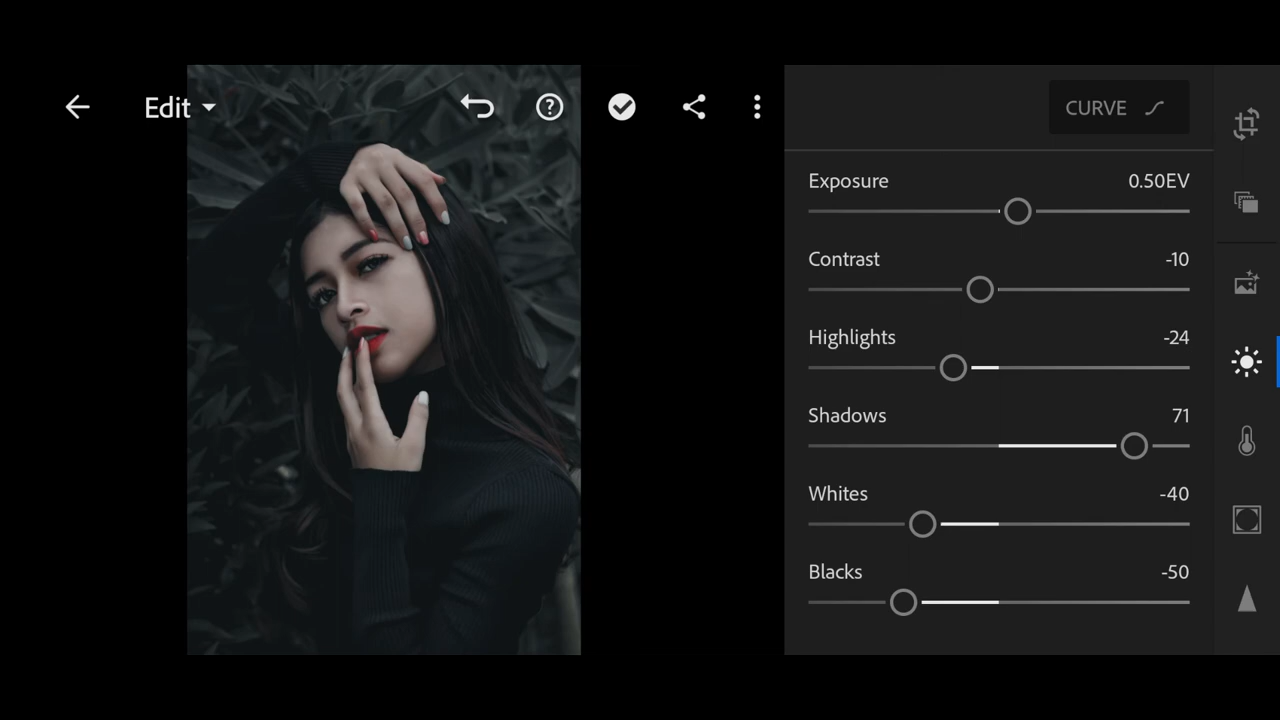 Edit
CURVE
Exposure 0.50EV
Contrast -10
Highlights -24
Shadows 71
Whites -40
Blacks -50